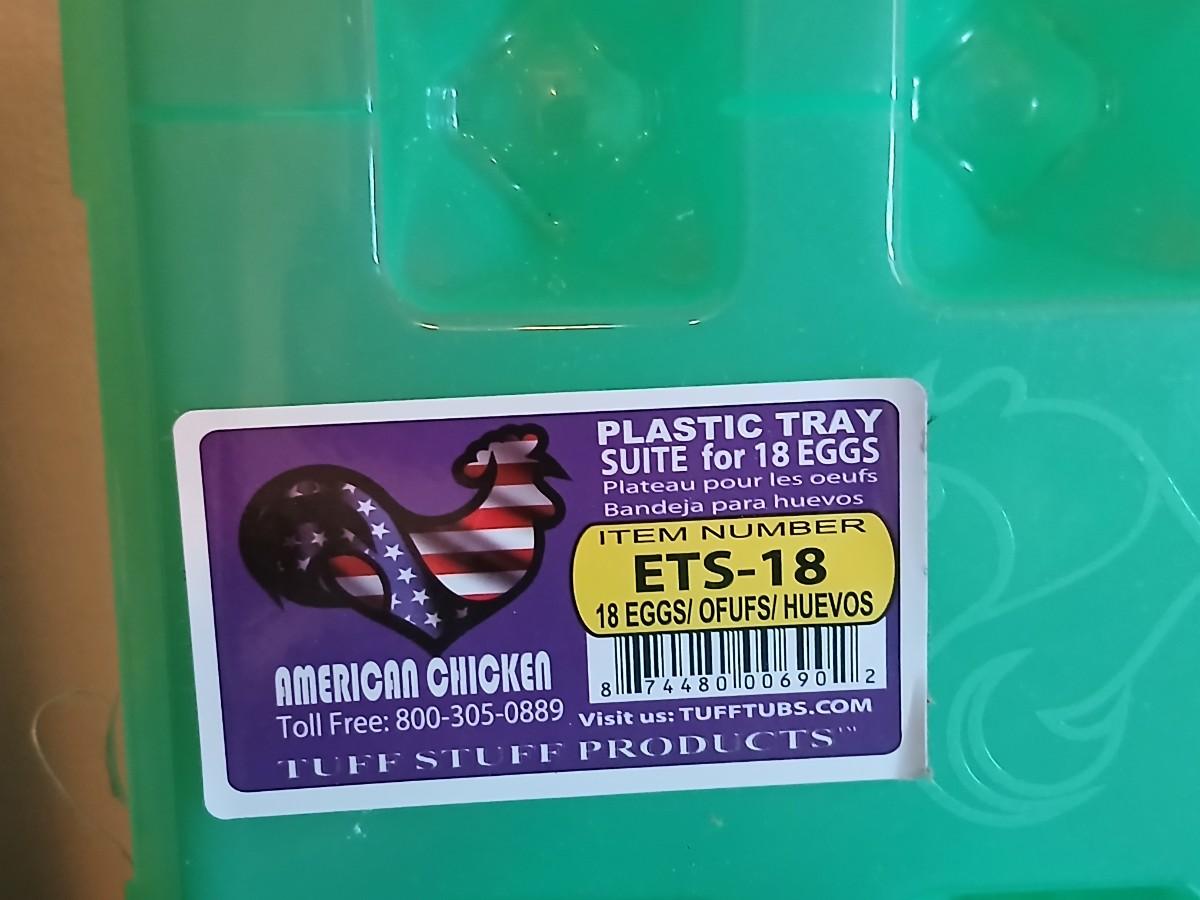 PLASTIC TRAY
SUITE for 18 EGGS
Plateau pour les oeufs
Bandeja para huevos
ITEM NUMBER
ETS-18
18 EGGS/ OFUFS/ HUEVOS
8 74480 00690 2
AMERICAN CHICKEN
Toll Free: 800-305-0889
Visit us: TUFFTUBS.COM
TUFF STUFF PRODUCTS™